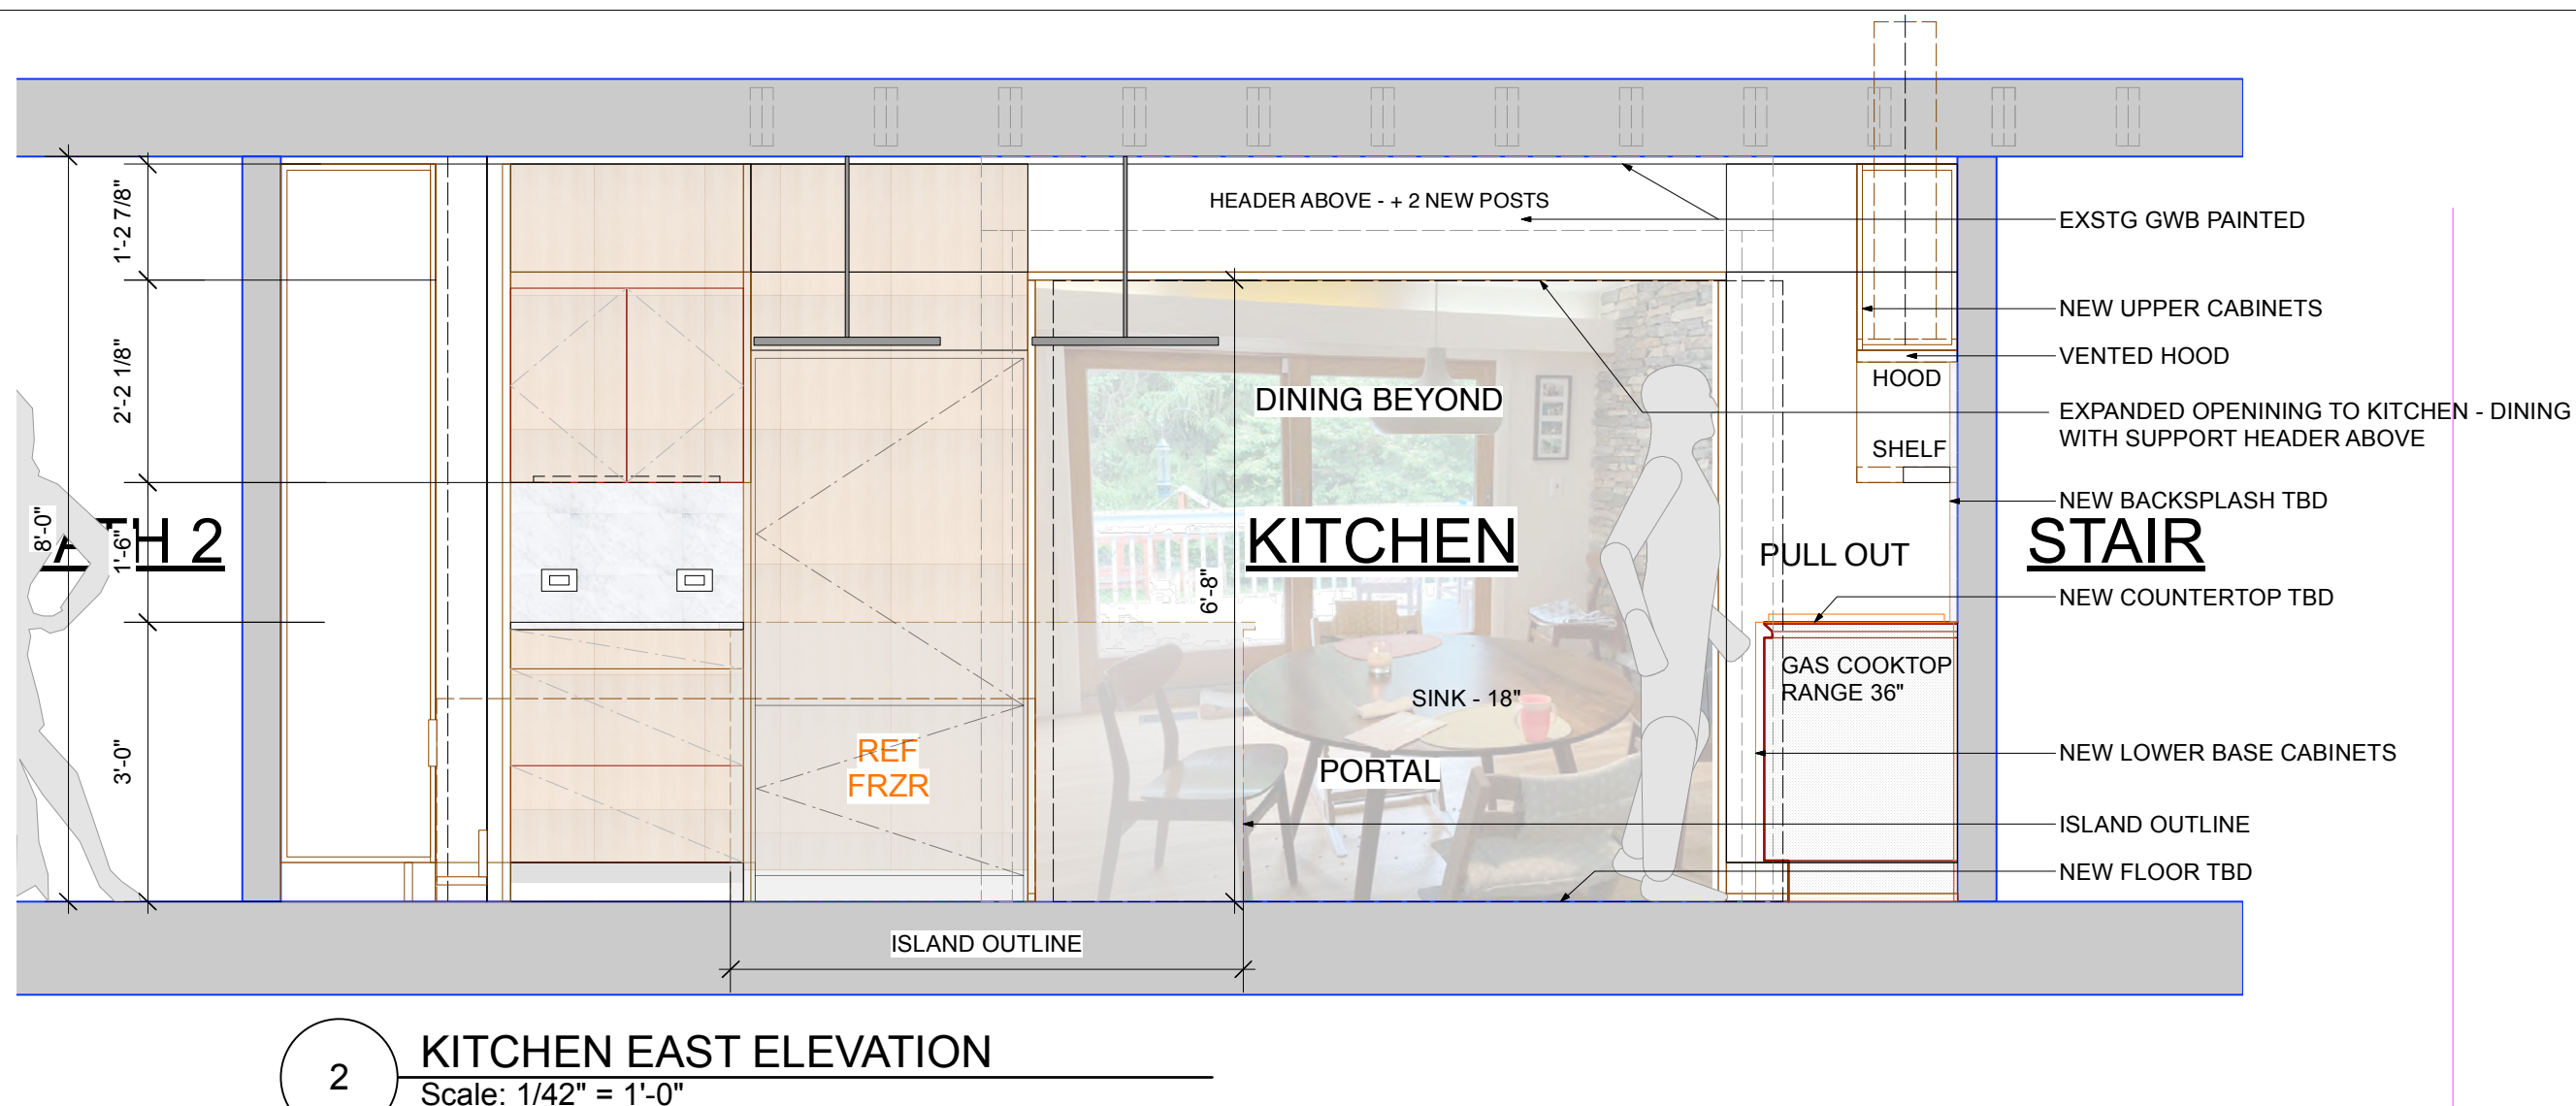 HEADER ABOVE - + 2 NEW POSTS
EXSTG GWB PAINTED
1'-2 7/8"
NEW UPPER CABINETS
VENTED HOOD
HOOD
2'-2 1/8"
DINING BEYOND
EXPANDED OPENINING TO KITCHEN - DINING
WITH SUPPORT HEADER ABOVE
SHELF
NEW BACKSPLASH TBD
8'-0"
ATH 2
1'-6"
KITCHEN
PULL OUT
STAIR
6'-8"
NEW COUNTERTOP TBD
GAS COOKTOP
RANGE 36"
SINK - 18"
3'-0"
REF
FRZR
PORTAL
NEW LOWER BASE CABINETS
ISLAND OUTLINE
NEW FLOOR TBD
ISLAND OUTLINE
2
KITCHEN EAST ELEVATION
Scale: 1/42" = 1'-0"